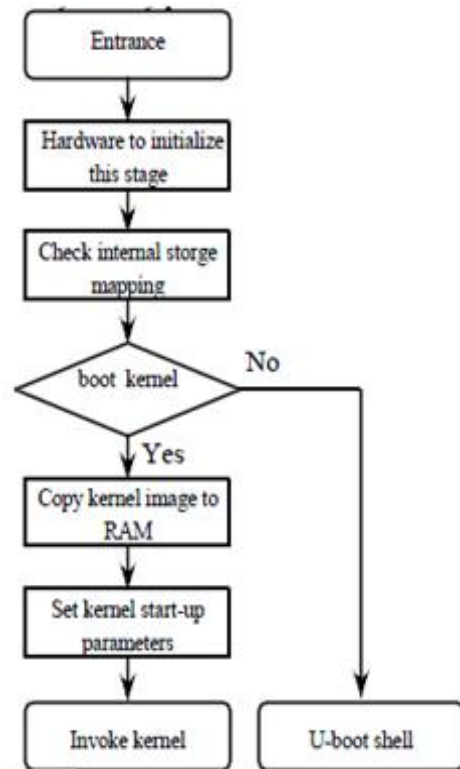 Entrance
Hardware to initialize
this stage
Check internal storge
mapping
boot kernel
No
Yes
Copy kernel image to
RAM
Set kernel start-up
parameters
Invoke kernel
U-boot shell